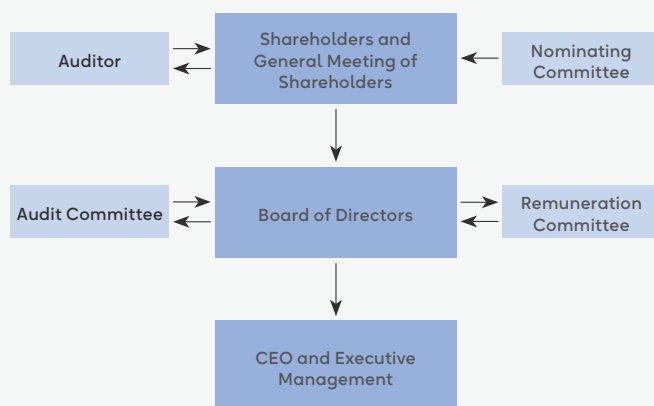 Auditor
Shareholders and
General Meeting of
Shareholders
Nominating
Committee
Audit Committee
Board of Directors
Remuneration
Committee
CEO and Executive
Management